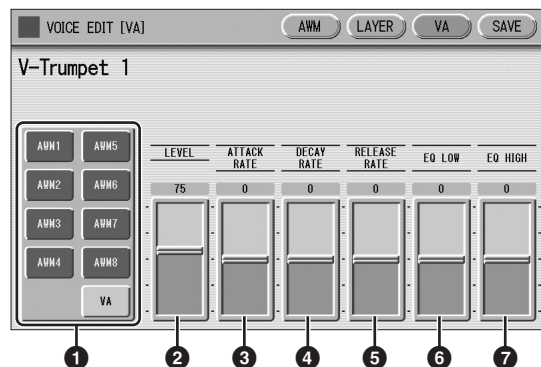 VOICE EDIT [VA] AWM LAYER VA SAVE
V-Trumpet 1
AWM1 AWM5
AWM2 AWM6
AWM3 AWM7
AWM4 AWM8
VA
LEVEL ATTACK RATE DECAY RATE RELEASE RATE EQ LOW EQ HIGH
75 0 0 0 0 0
1 2 3 4 5 6 7